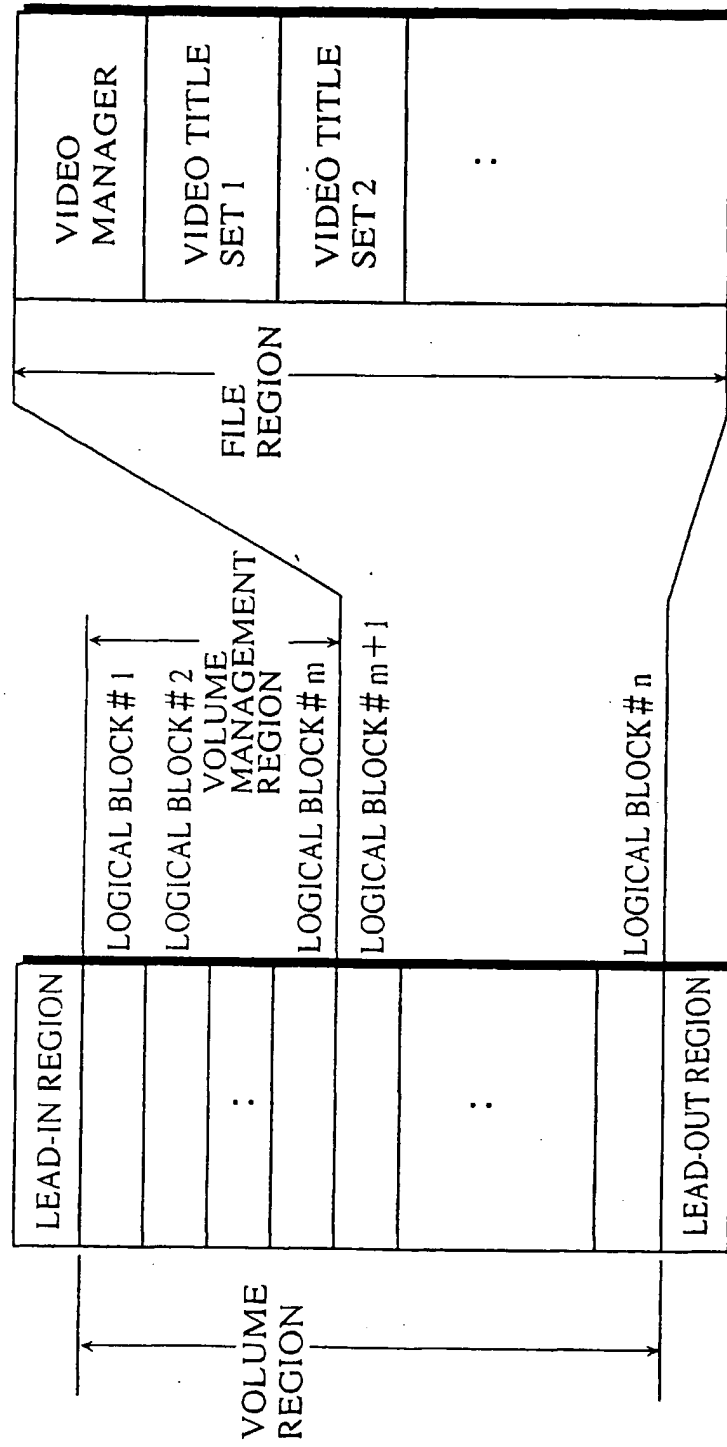 VOLUME
REGION
LEAD-IN REGION
:
:
LEAD-OUT REGION
LOGICAL BLOCK# 1
LOGICAL BLOCK# 2
VOLUME
MANAGEMENT
REGION
LOGICAL BLOCK# m
LOGICAL BLOCK# m+1
LOGICAL BLOCK# n
FILE
REGION
VIDEO
MANAGER
VIDEO TITLE
SET 1
VIDEO TITLE
SET 2
: